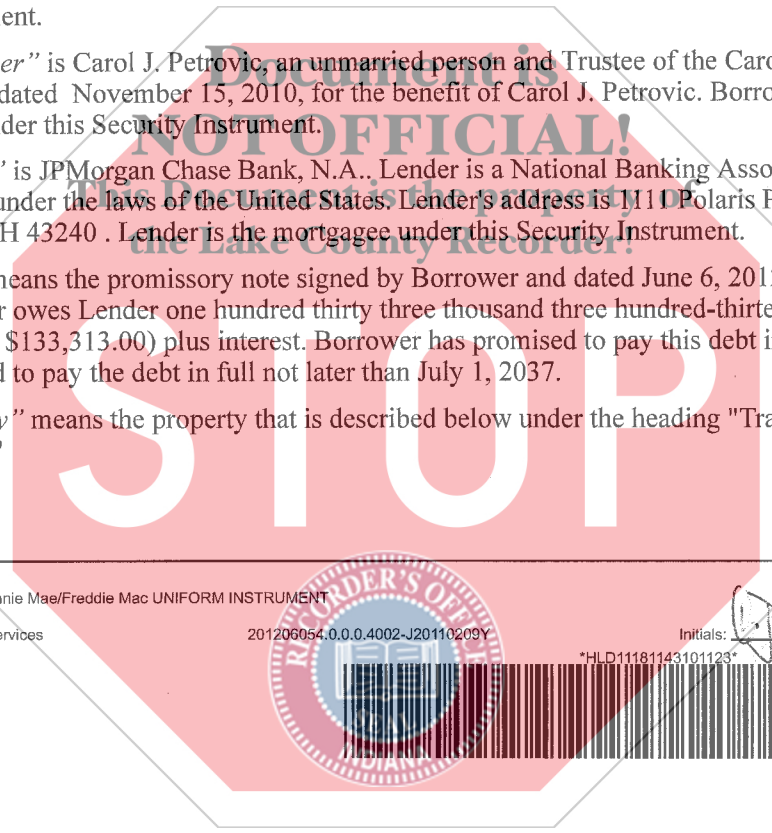 ent.
er” is Carol J. Petrovic, an unmarried person and Trustee of the Caro
dated November 15, 2010, for the benefit of Carol J. Petrovic. Borro
der this Security Instrument.
” is JPMorgan Chase Bank, N.A.. Lender is a National Banking Asso
under the laws of the United States. Lender's address is 1111 Polaris P
H 43240 . Lender is the mortgagee under this Security Instrument.
means the promissory note signed by Borrower and dated June 6, 201
r owes Lender one hundred thirty three thousand three hundred-thirte
$133,313.00) plus interest. Borrower has promised to pay this debt i
d to pay the debt in full not later than July 1, 2037.
y” means the property that is described below under the heading "Tra
"
Document is
NOT OFFICIAL!
This Document is the property of
the Lake County Recorder!
STOP
nie Mae/Freddie Mac UNIFORM INSTRUMENT
ervices 201206054.0.0.0.4002-J20110209Y Initials:
*HLD11181143101123*
RECORDER'S OFFICE
SEAL
INDIANA